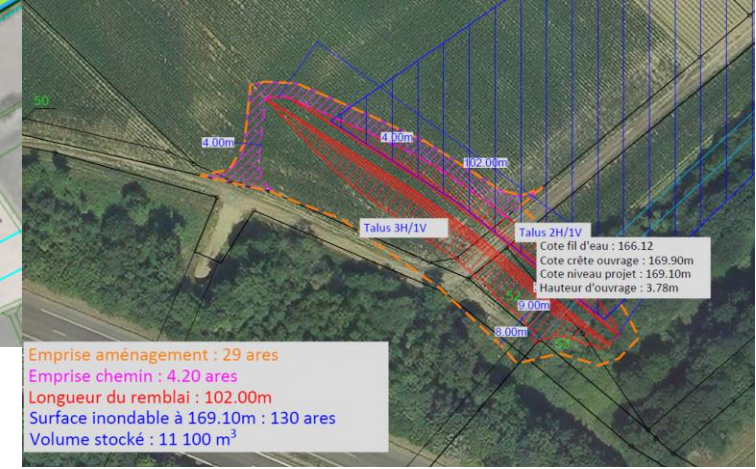 50
4.00m
4.00m
102.00m
Talus 3H/1V
Talus 2H/1V
Cote fil d'eau : 166.12
Cote crête ouvrage : 169.90m
Cote niveau projet : 169.10m
Hauteur d'ouvrage : 3.78m
9.00m
8.00m
53
Emprise aménagement : 29 ares
Emprise chemin : 4.20 ares
Longueur du remblai : 102.00m
Surface inondable à 169.10m : 130 ares
Volume stocké : 11 100 m³